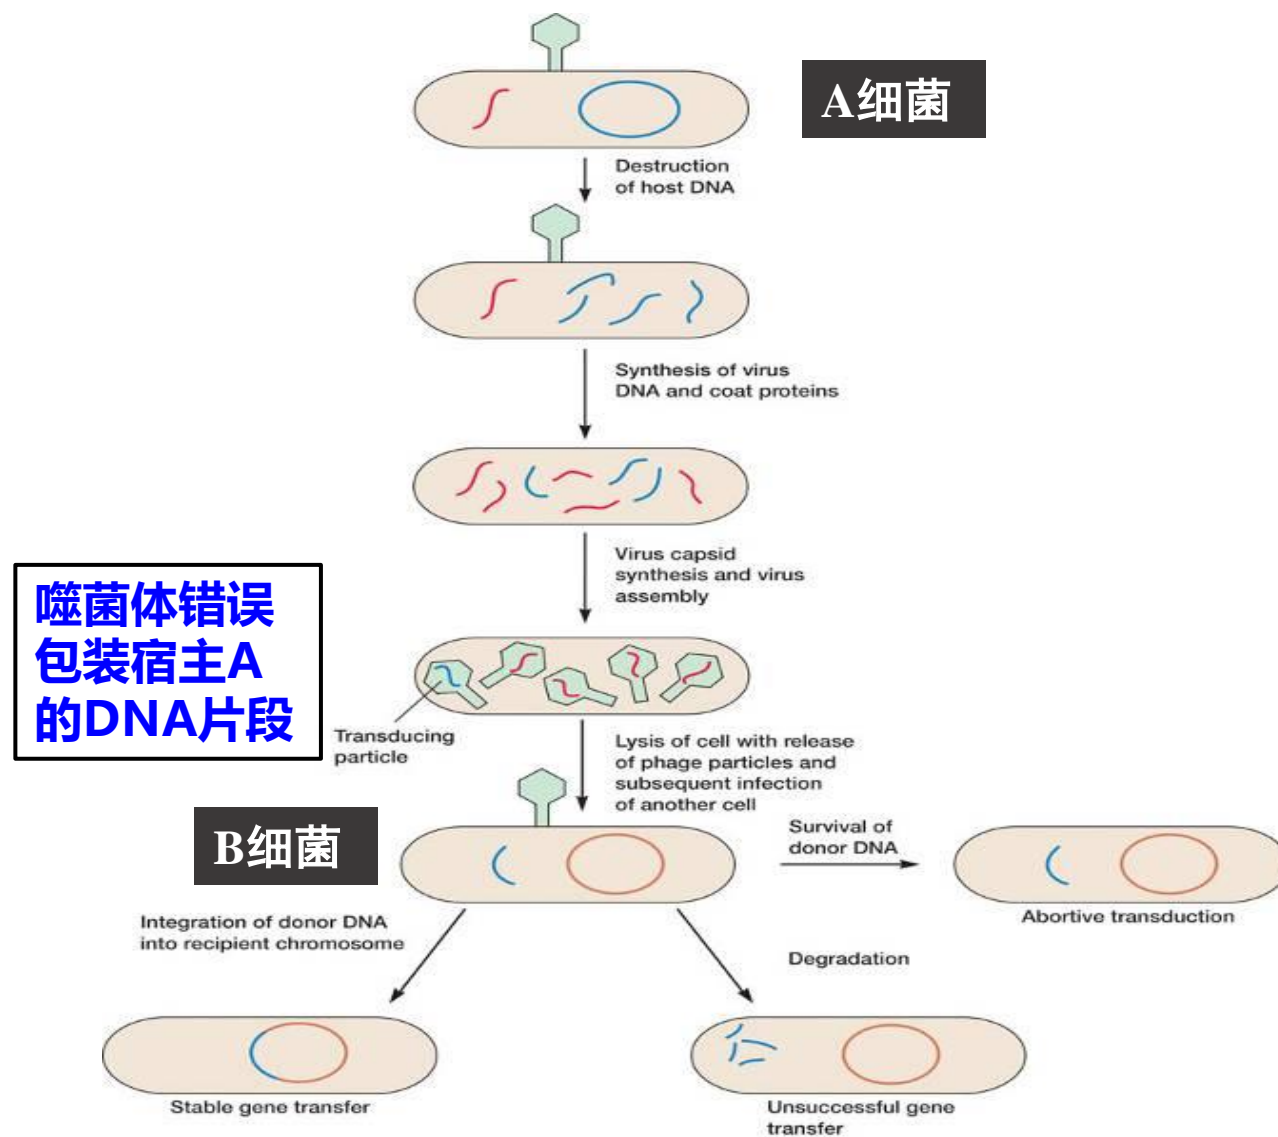 A细菌
Destruction
of host DNA
Synthesis of virus
DNA and coat proteins
Virus capsid
synthesis and virus
assembly
噬菌体错误
包装宿主A
的DNA片段
Transducing
particle
Lysis of cell with release
of phage particles and
subsequent infection
of another cell
B细菌
Survival of
donor DNA
Abortive transduction
Integration of donor DNA
into recipient chromosome
Degradation
Stable gene transfer
Unsuccessful gene
transfer